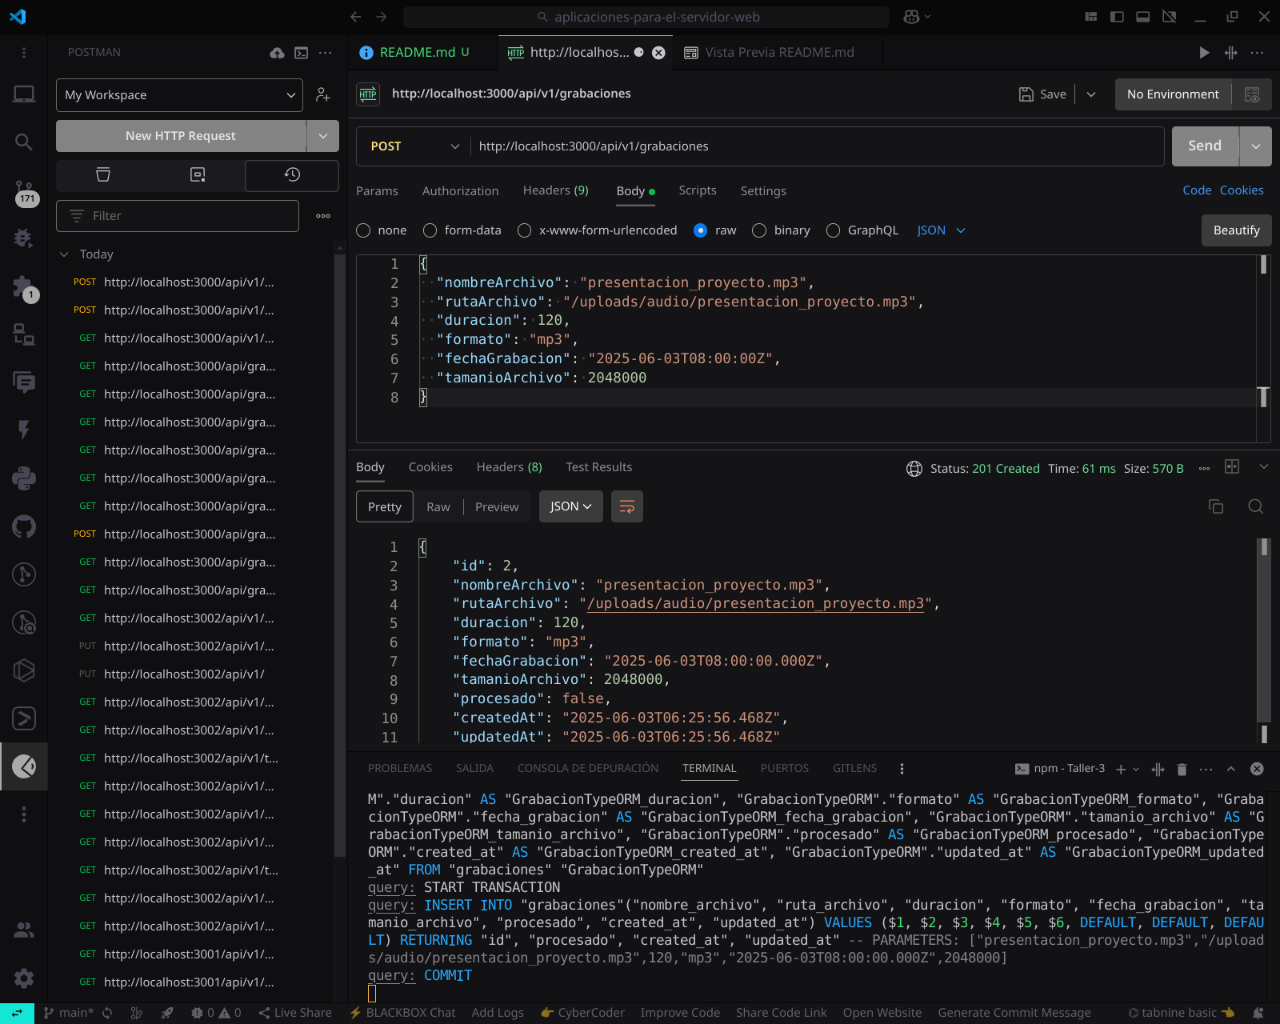 aplicaciones-para-el-servidor-web
POSTMAN
README.md U
http://localhos...
Vista Previa README.md
My Workspace
HTTP
http://localhost:3000/api/v1/grabaciones
Save
No Environment
New HTTP Request
POST
http://localhost:3000/api/v1/grabaciones
Send
Params
Authorization
Headers (9)
Body
Scripts
Settings
Code
Cookies
171
Filter
none
form-data
x-www-form-urlencoded
raw
binary
GraphQL
JSON
Beautify
1
Today
POST http://localhost:3000/api/v1/...
POST http://localhost:3000/api/v1/...
GET http://localhost:3000/api/v1/...
GET http://localhost:3000/api/gra...
GET http://localhost:3000/api/gra...
GET http://localhost:3000/api/gra...
GET http://localhost:3000/api/gra...
GET http://localhost:3000/api/gra...
GET http://localhost:3000/api/gra...
POST http://localhost:3000/api/gra...
GET http://localhost:3000/api/gra...
GET http://localhost:3000/api/gra...
GET http://localhost:3002/api/v1/...
PUT http://localhost:3002/api/v1/
PUT http://localhost:3002/api/v1/
GET http://localhost:3002/api/v1/...
GET http://localhost:3002/api/v1/...
GET http://localhost:3002/api/v1/t...
GET http://localhost:3002/api/v1/...
GET http://localhost:3002/api/v1/...
GET http://localhost:3002/api/v1/...
GET http://localhost:3002/api/v1/t...
GET http://localhost:3002/api/v1/...
GET http://localhost:3002/api/v1/...
GET http://localhost:3001/api/v1/...
GET http://localhost:3001/api/v1/...
1 {
2 "nombreArchivo": "presentacion_proyecto.mp3",
3 "rutaArchivo": "/uploads/audio/presentacion_proyecto.mp3",
4 "duracion": 120,
5 "formato": "mp3",
6 "fechaGrabacion": "2025-06-03T08:00:00Z",
7 "tamanioArchivo": 2048000
8 }
Body
Cookies
Headers (8)
Test Results
Status: 201 Created Time: 61 ms Size: 570 B
Pretty
Raw
Preview
JSON
1 {
2 "id": 2,
3 "nombreArchivo": "presentacion_proyecto.mp3",
4 "rutaArchivo": "/uploads/audio/presentacion_proyecto.mp3",
5 "duracion": 120,
6 "formato": "mp3",
7 "fechaGrabacion": "2025-06-03T08:00:00.000Z",
8 "tamanioArchivo": 2048000,
9 "procesado": false,
10 "createdAt": "2025-06-03T06:25:56.468Z",
11 "updatedAt": "2025-06-03T06:25:56.468Z"
PROBLEMAS
SALIDA
CONSOLA DE DEPURACIÓN
TERMINAL
PUERTOS
GITLENS
npm - Taller-3
M"."duracion" AS "GrabacionTypeORM_duracion", "GrabacionTypeORM"."formato" AS "GrabacionTypeORM_formato", "Graba
cionTypeORM"."fecha_grabacion" AS "GrabacionTypeORM_fecha_grabacion", "GrabacionTypeORM"."tamanio_archivo" AS "G
rabacionTypeORM_tamanio_archivo", "GrabacionTypeORM"."procesado" AS "GrabacionTypeORM_procesado", "GrabacionType
ORM"."created_at" AS "GrabacionTypeORM_created_at", "GrabacionTypeORM"."updated_at" AS "GrabacionTypeORM_updated
_at" FROM "grabaciones" "GrabacionTypeORM"
query: START TRANSACTION
query: INSERT INTO "grabaciones"("nombre_archivo", "ruta_archivo", "duracion", "formato", "fecha_grabacion", "ta
manio_archivo", "procesado", "created_at", "updated_at") VALUES ($1, $2, $3, $4, $5, $6, DEFAULT, DEFAULT, DEFAU
LT) RETURNING "id", "procesado", "created_at", "updated_at" -- PARAMETERS: ["presentacion_proyecto.mp3","/upload
s/audio/presentacion_proyecto.mp3",120,"mp3","2025-06-03T08:00:00.000Z",2048000]
query: COMMIT
main*
0
0
Live Share
BLACKBOX Chat
Add Logs
CyberCoder
Improve Code
Share Code Link
Open Website
Generate Commit Message
tabnine basic